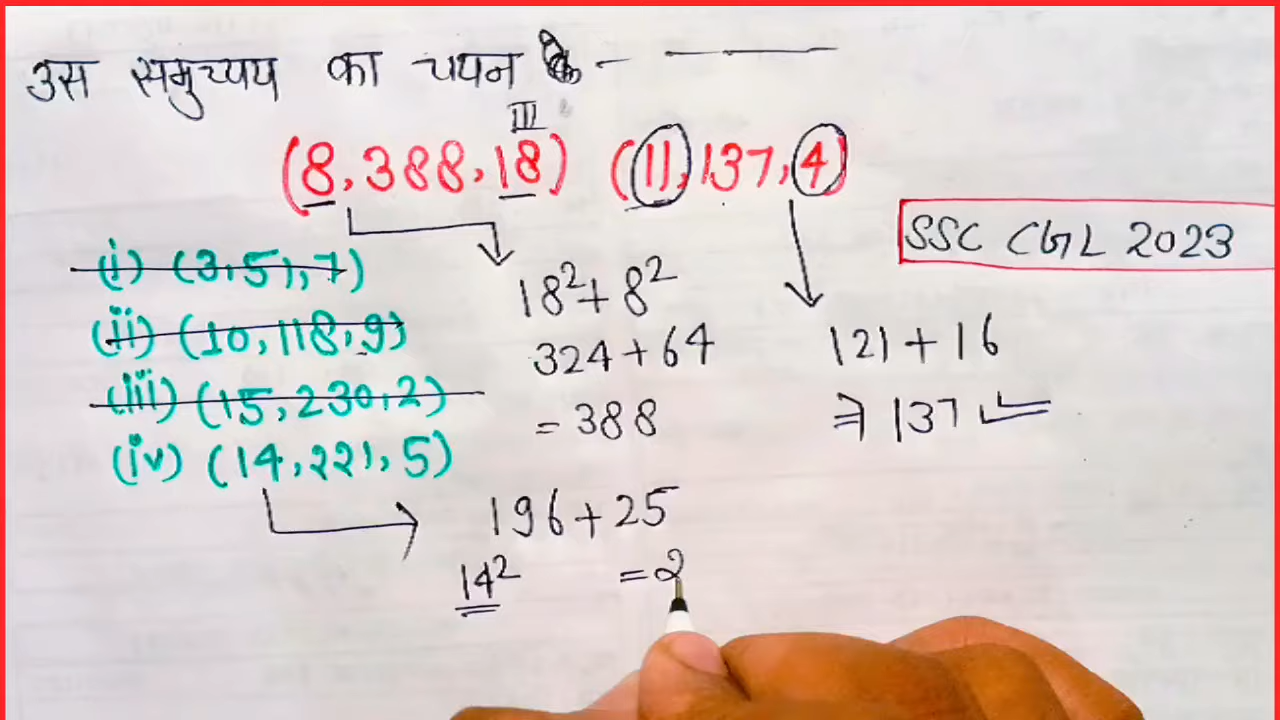 उस समुच्चय का चयन
III
(8, 388, 18) (11, 137, 4)
SSC CGL 2023
(i) (3, 51, 7)
(ii) (10, 118, 9)
(iii) (15, 230, 2)
(iv) (14, 221, 5)
18²+ 8²
324 + 64
= 388
121 + 16
⇒ 137
196 + 25
14² = 2